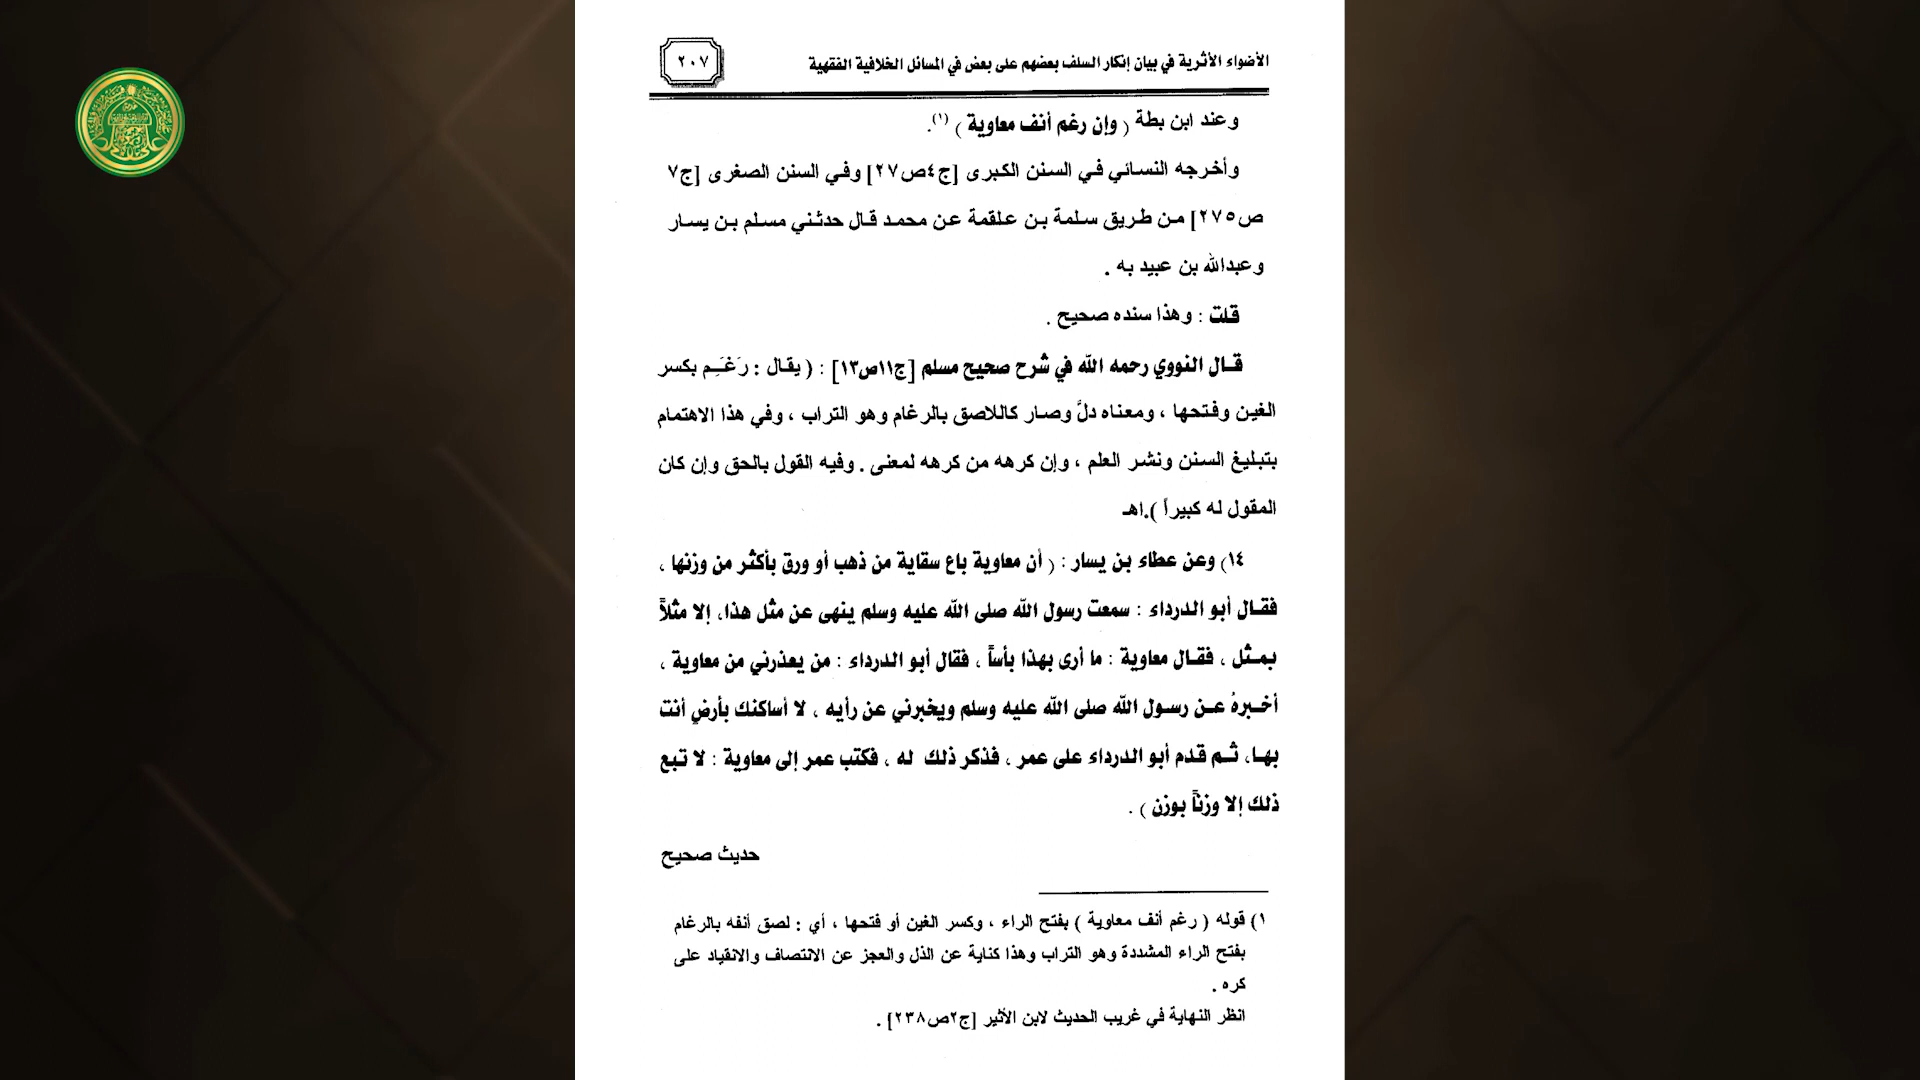 الأضواء الأثرية في بيان إنكار السلف بعضهم على بعض في المسائل الخلافية الفقهية
٢٠٧
وعند ابن بطة ( وإن رغم أنف معاوية ) (١).
وأخرجه النسائي في السنن الكبرى [ج٤ص٢٧] وفي السنن الصغرى [ج٧
ص٢٧٥] من طريق سلمة بن علقمة عن محمد قال حدثني مسلم بن يسار
وعبدالله بن عبيد به .
قلت : وهذا سنده صحيح .
قال النووي رحمه الله في شرح صحيح مسلم [ج١١ص١٣] : ( يقال : رَغَـِم بكسر
الغين وفتحها ، ومعناه دلَّ وصار كاللاصق بالرغام وهو التراب ، وفي هذا الاهتمام
بتبليغ السنن ونشر العلم ، وإن كرهه من كرهه لمعنى . وفيه القول بالحق وإن كان
المقول له كبيراً ).اهـ
١٤) وعن عطاء بن يسار : ( أن معاوية باع سقاية من ذهب أو ورق بأكثر من وزنها ،
فقال أبو الدرداء : سمعت رسول الله صلى الله عليه وسلم ينهى عن مثل هذا، إلا مثلاً
بمثل ، فقال معاوية : ما أرى بهذا بأساً ، فقال أبو الدرداء : من يعذرني من معاوية ،
أخبرهُ عن رسول الله صلى الله عليه وسلم ويخبرني عن رأيه ، لا أساكنك بأرضٍ أنت
بها، ثم قدم أبو الدرداء على عمر ، فذكر ذلك له ، فكتب عمر إلى معاوية : لا تبع
ذلك إلا وزناً بوزن ) .
حديث صحيح
١) قوله ( رغم أنف معاوية ) بفتح الراء ، وكسر الغين أو فتحها ، أي : لصق أنفه بالرغام
بفتح الراء المشددة وهو التراب وهذا كناية عن الذل والعجز عن الانتصاف والانقياد على
كره .
انظر النهاية في غريب الحديث لابن الأثير [ج٢ص٢٣٨] .